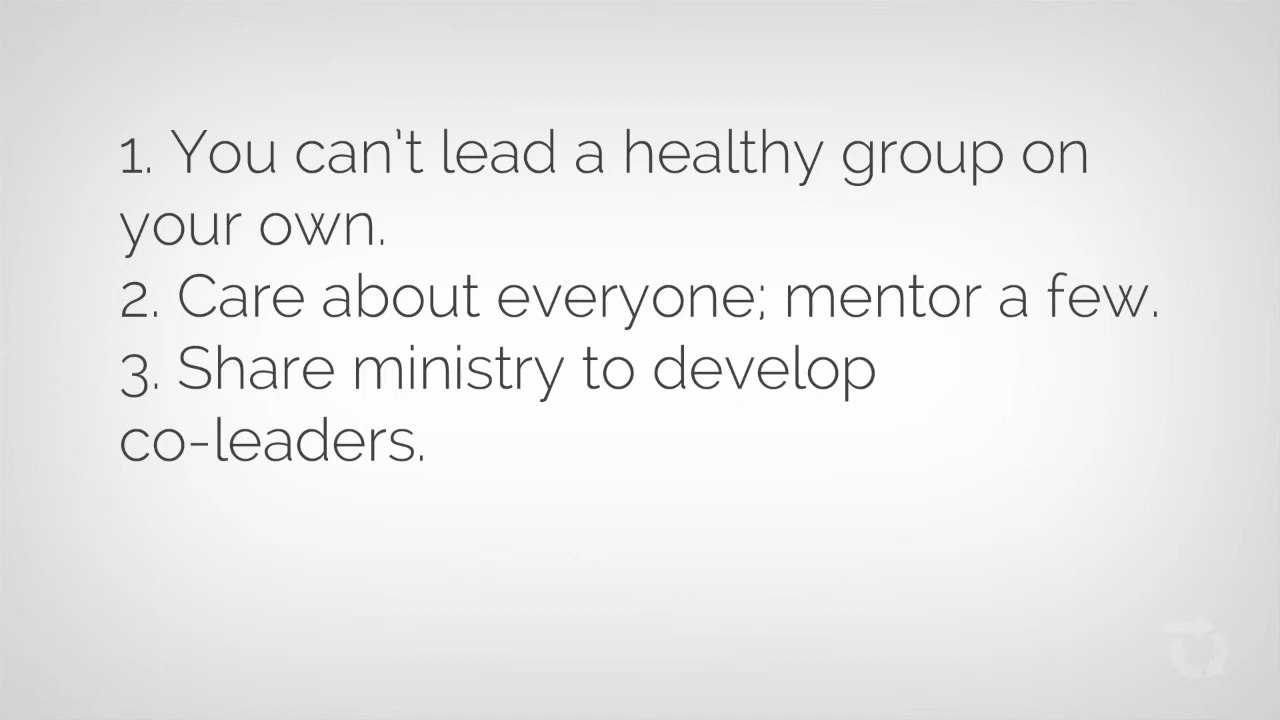 1. You can't lead a healthy group on
your own.
2. Care about everyone; mentor a few.
3. Share ministry to develop
co-leaders.